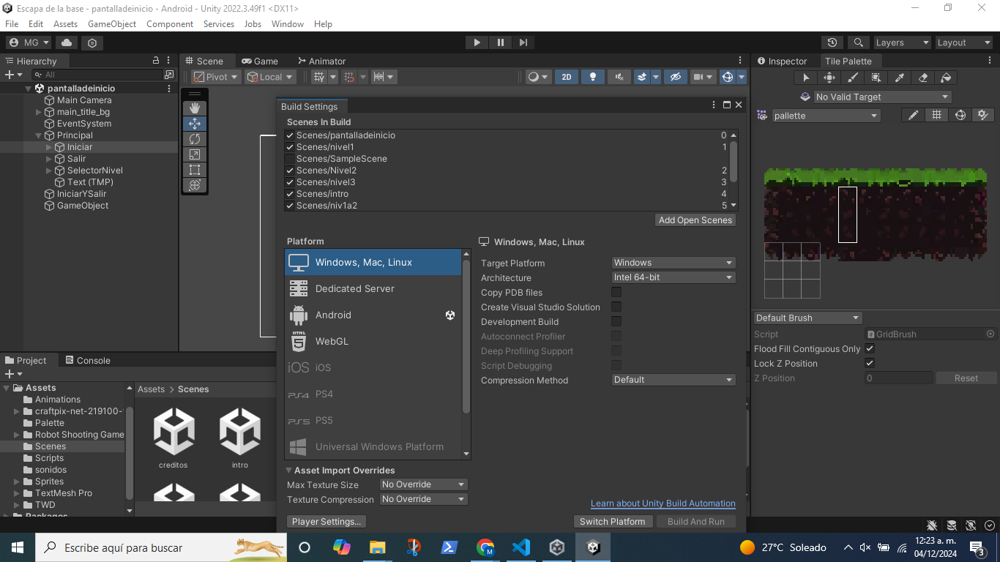 Escapa de la base - pantalladeinicio - Android - Unity 2022.3.49f1 <DX11>
File Edit Assets GameObject Component Services Jobs Window Help
MG Layers Layout
Hierarchy
All
pantalladeinicio
Main Camera
main_title_bg
EventSystem
Principal
Iniciar
Salir
SelectorNivel
Text (TMP)
IniciarYSalir
GameObject
Scene Game Animator
Pivot Local 2D
Build Settings
Scenes In Build
Scenes/pantalladeinicio 0
Scenes/nivel1 1
Scenes/SampleScene
Scenes/Nivel2 2
Scenes/nivel3 3
Scenes/intro 4
Scenes/niv1a2 5
Add Open Scenes
Platform
Windows, Mac, Linux
Dedicated Server
Android
HTML
5
WebGL
iOS iOS
PS4 PS4
PS5 PS5
Universal Windows Platform
Windows, Mac, Linux
Target Platform Windows
Architecture Intel 64-bit
Copy PDB files
Create Visual Studio Solution
Development Build
Autoconnect Profiler
Deep Profiling Support
Script Debugging
Compression Method Default
Asset Import Overrides
Max Texture Size No Override
Texture Compression No Override
Learn about Unity Build Automation
Player Settings... Switch Platform Build And Run
Inspector Tile Palette
No Valid Target
pallette
Default Brush
Script # GridBrush
Flood Fill Contiguous Only
Lock Z Position
Z Position 0 Reset
Project Console
Assets
Animations
craftpix-net-219100-
Palette
Robot Shooting Game
Scenes
Scripts
sonidos
Sprites
TextMesh Pro
TWD
Packages
Assets > Scenes
creditos intro
Escribe aquí para buscar
M
27°C Soleado
12:23 a. m.
04/12/2024
3